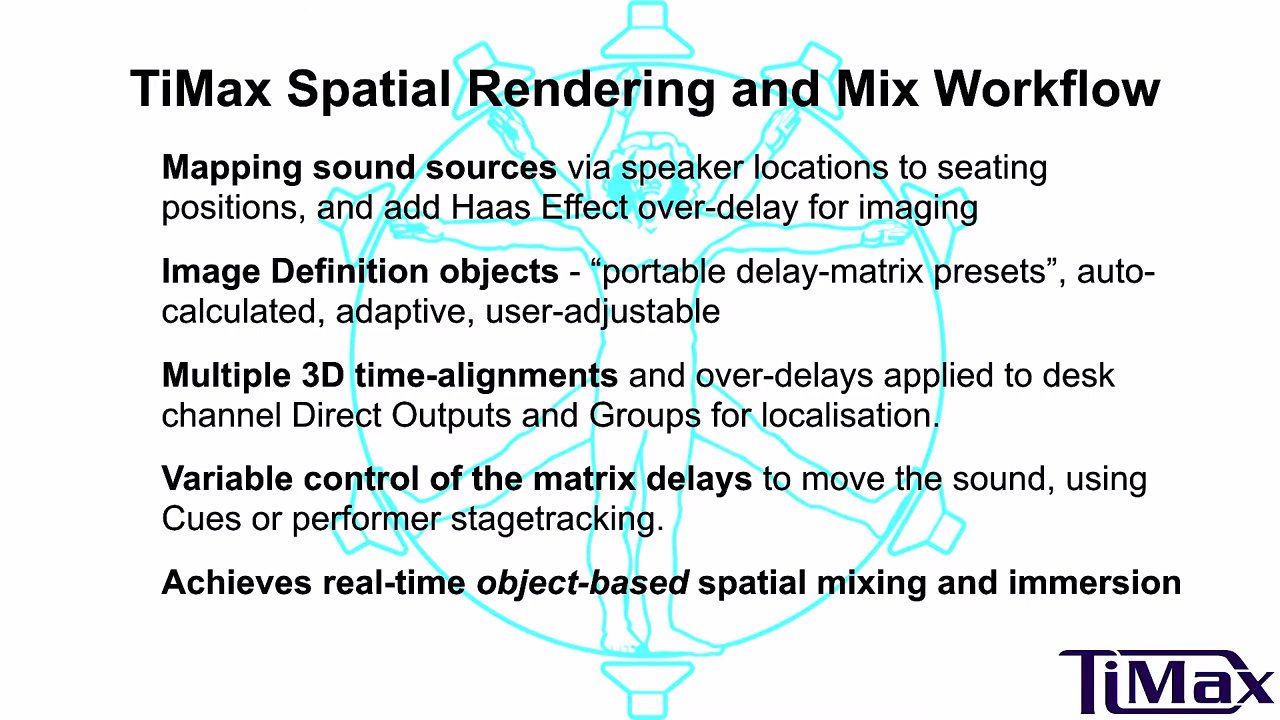 TiMax Spatial Rendering and Mix Workflow
Mapping sound sources via speaker locations to seating
positions, and add Haas Effect over-delay for imaging
Image Definition objects - “portable delay-matrix presets”, auto-
calculated, adaptive, user-adjustable
Multiple 3D time-alignments and over-delays applied to desk
channel Direct Outputs and Groups for localisation.
Variable control of the matrix delays to move the sound, using
Cues or performer stagetracking.
Achieves real-time object-based spatial mixing and immersion
TiMax